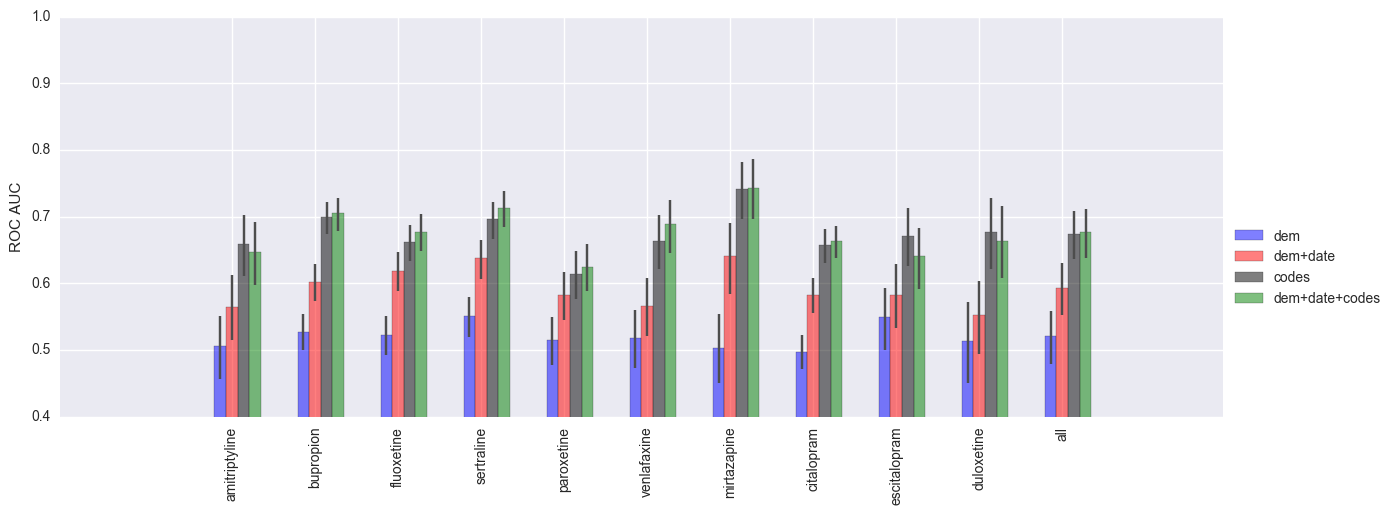 1.0
0.9
0.8
0.7
0.6
0.5
0.4
ROC AUC
amitriptyline
bupropion
fluoxetine
sertraline
paroxetine
venlafaxine
mirtazapine
citalopram
escitalopram
duloxetine
all
dem
dem+date
codes
dem+date+codes